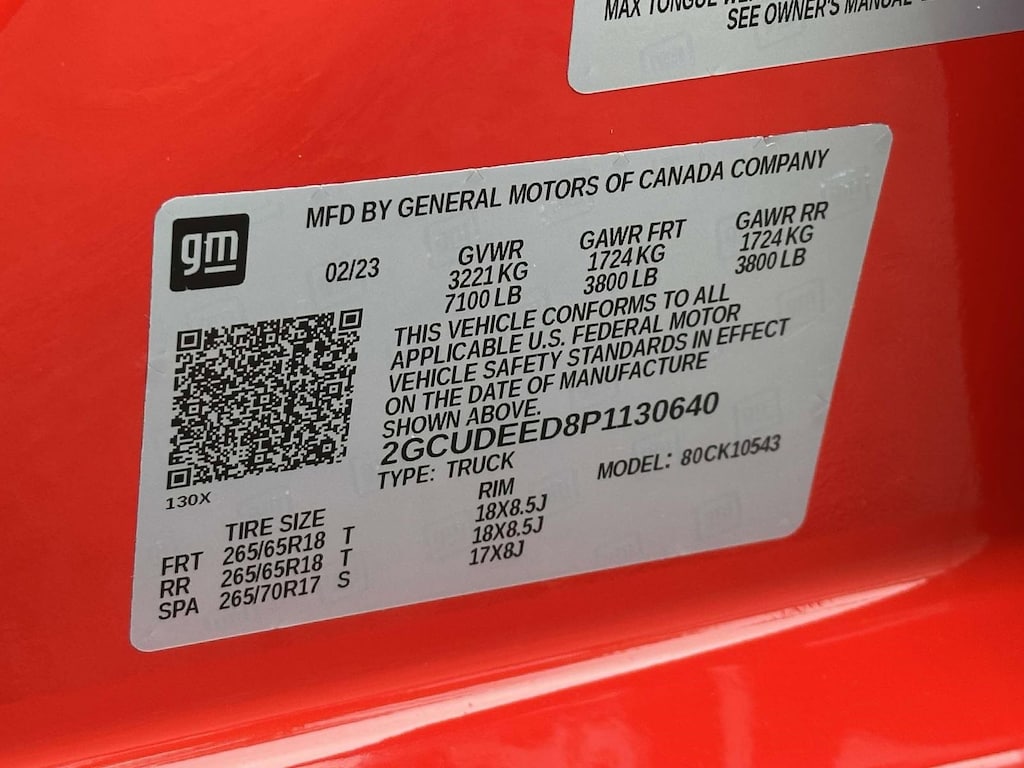 MAX TONGUE
SEE OWNER'S MANUAL
gm
MFD BY GENERAL MOTORS OF CANADA COMPANY
02/23
GVWR
3221 KG
7100 LB
GAWR FRT
1724 KG
3800 LB
GAWR RR
1724 KG
3800 LB
THIS VEHICLE CONFORMS TO ALL
APPLICABLE U.S. FEDERAL MOTOR
VEHICLE SAFETY STANDARDS IN EFFECT
ON THE DATE OF MANUFACTURE
SHOWN ABOVE.
2GCUDEED8P1130640
TYPE: TRUCK
MODEL: 80CK10543
130X
TIRE SIZE RIM
FRT 265/65R18 T 18X8.5J
RR 265/65R18 T 18X8.5J
SPA 265/70R17 S 17X8J